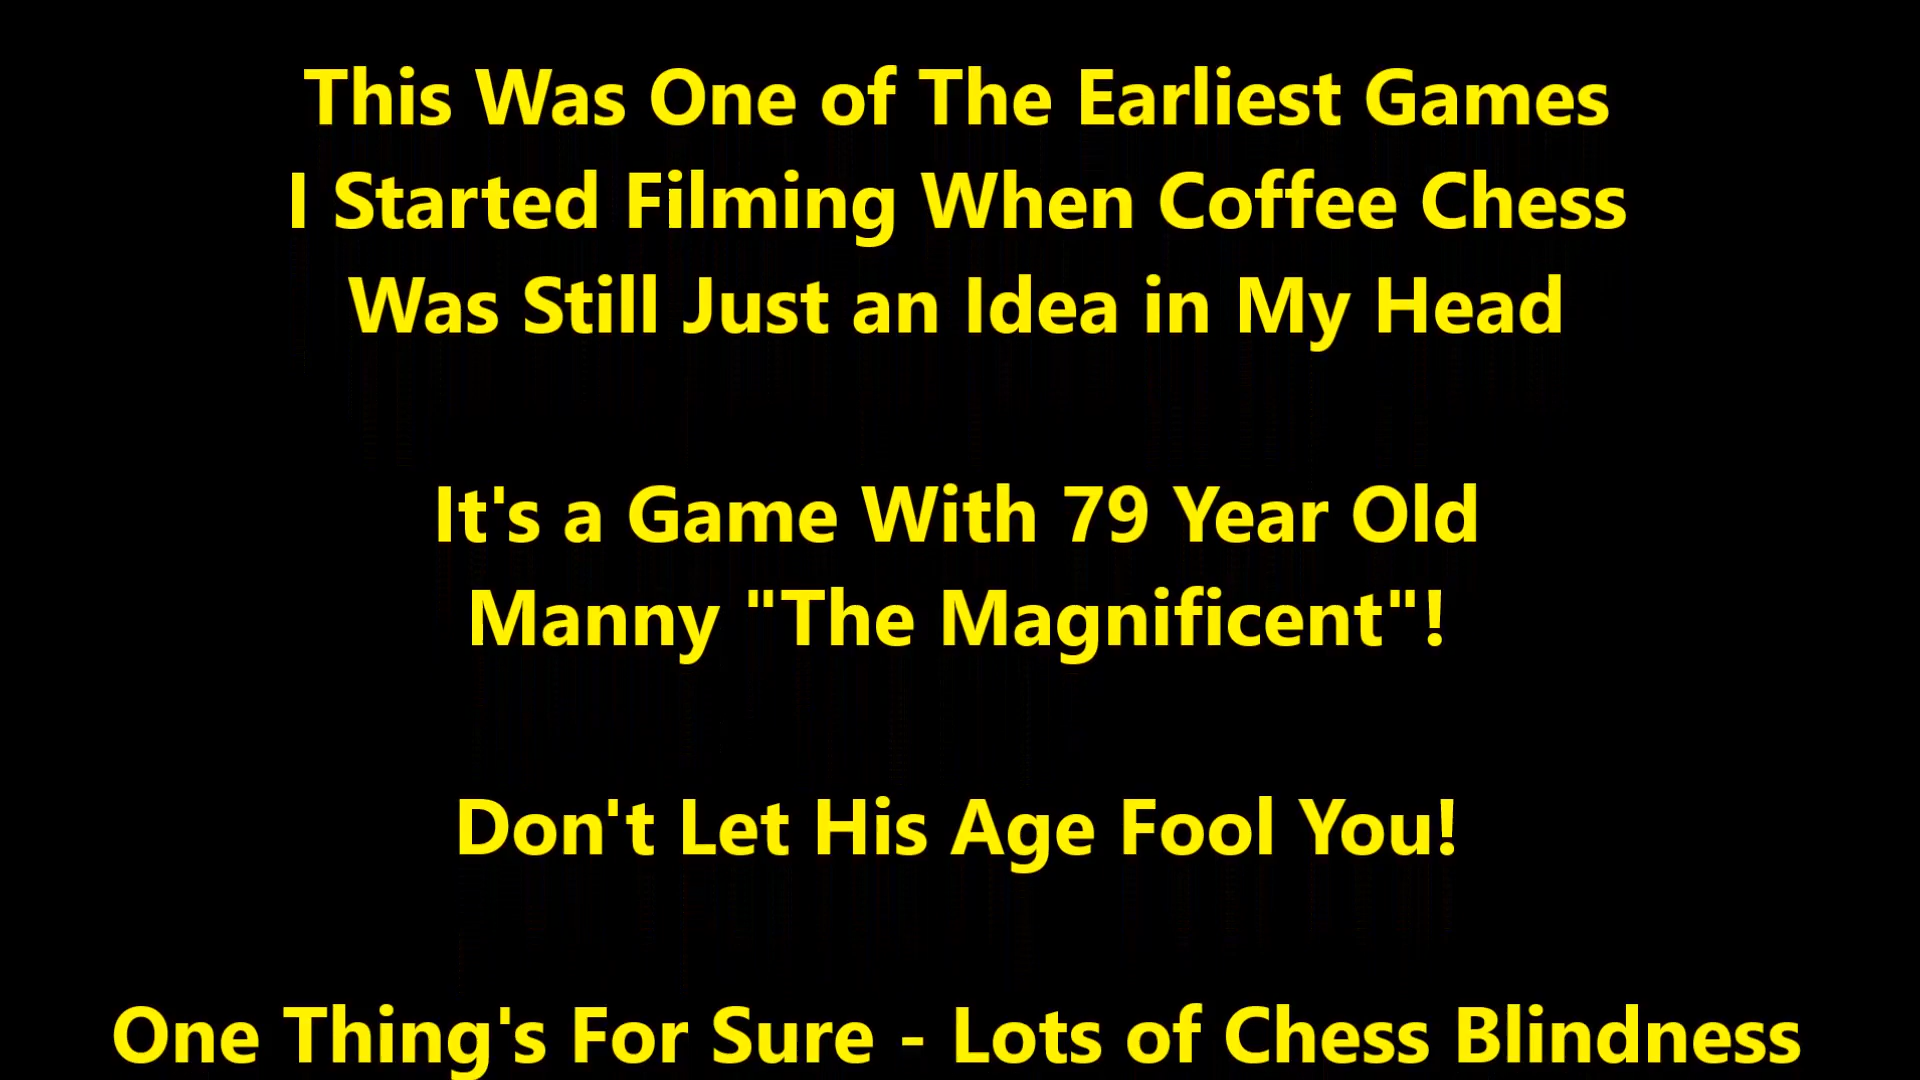 This Was One of The Earliest Games
I Started Filming When Coffee Chess
Was Still Just an Idea in My Head
It's a Game With 79 Year Old
Manny "The Magnificent"!
Don't Let His Age Fool You!
One Thing's For Sure - Lots of Chess Blindness